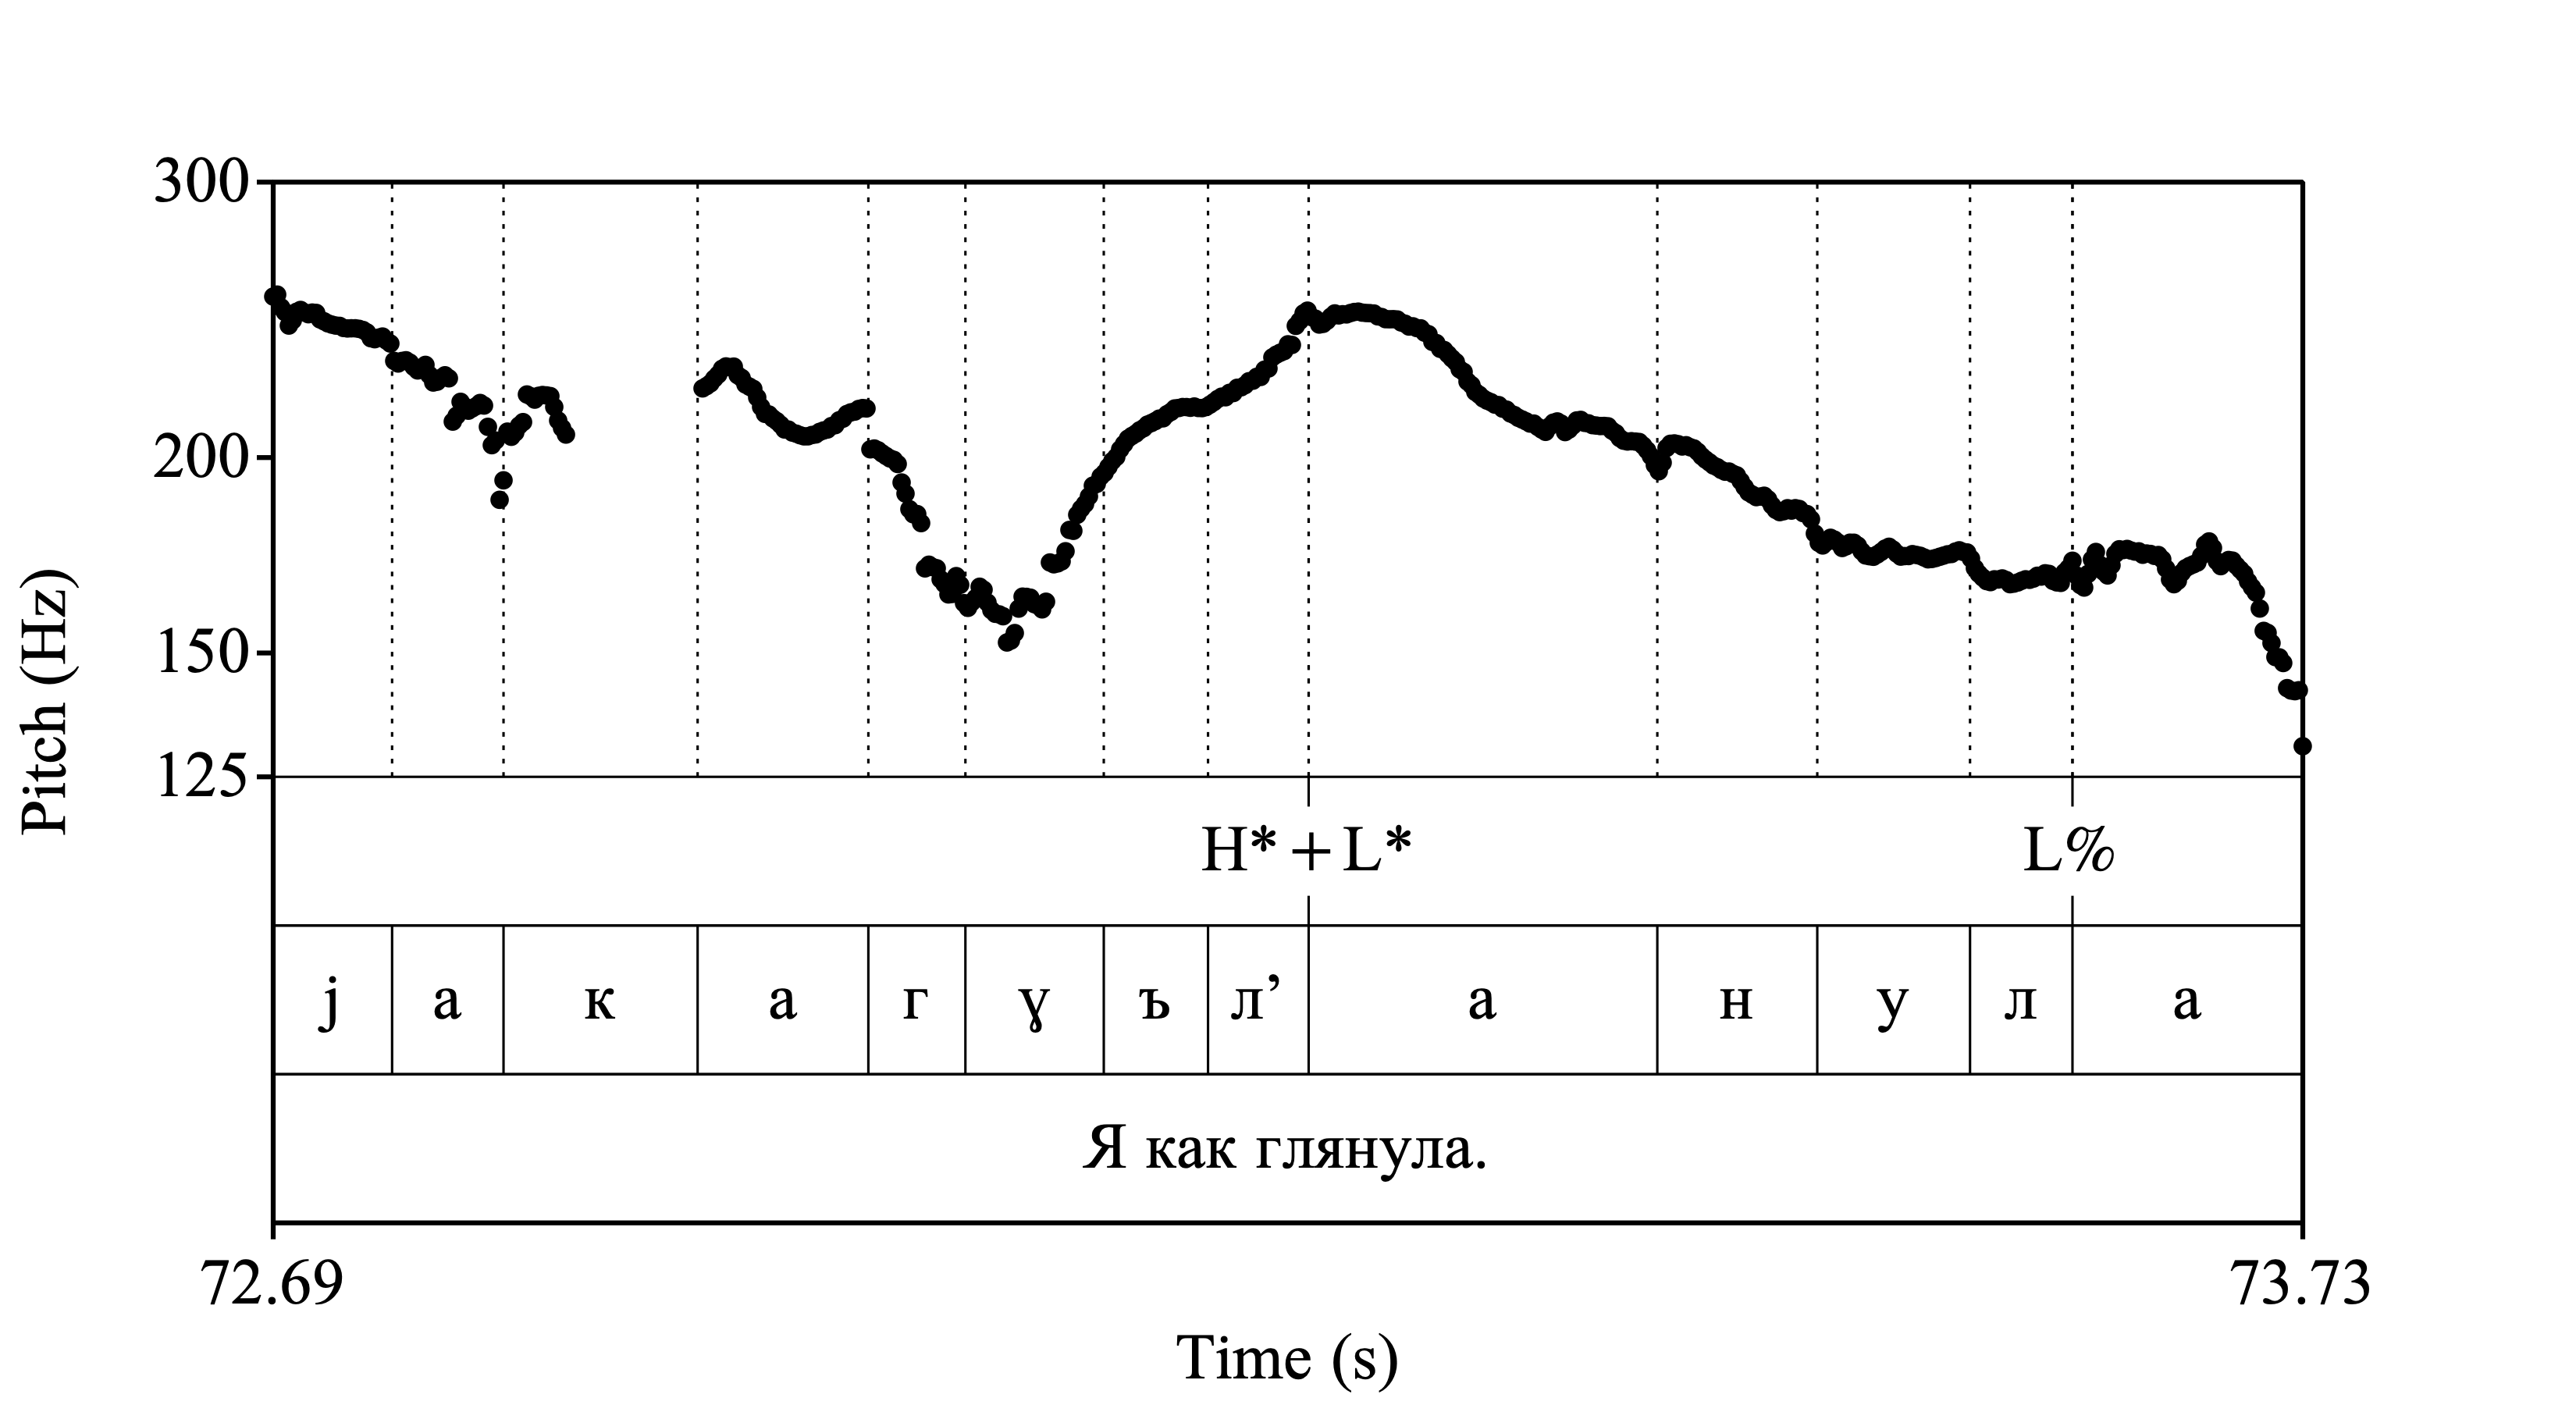 300
200
150
125
Pitch (Hz)
H*+L* L%
j а к а г ɣ ъ л’ а н у л а
Я как глянула.
72.69 73.73
Time (s)